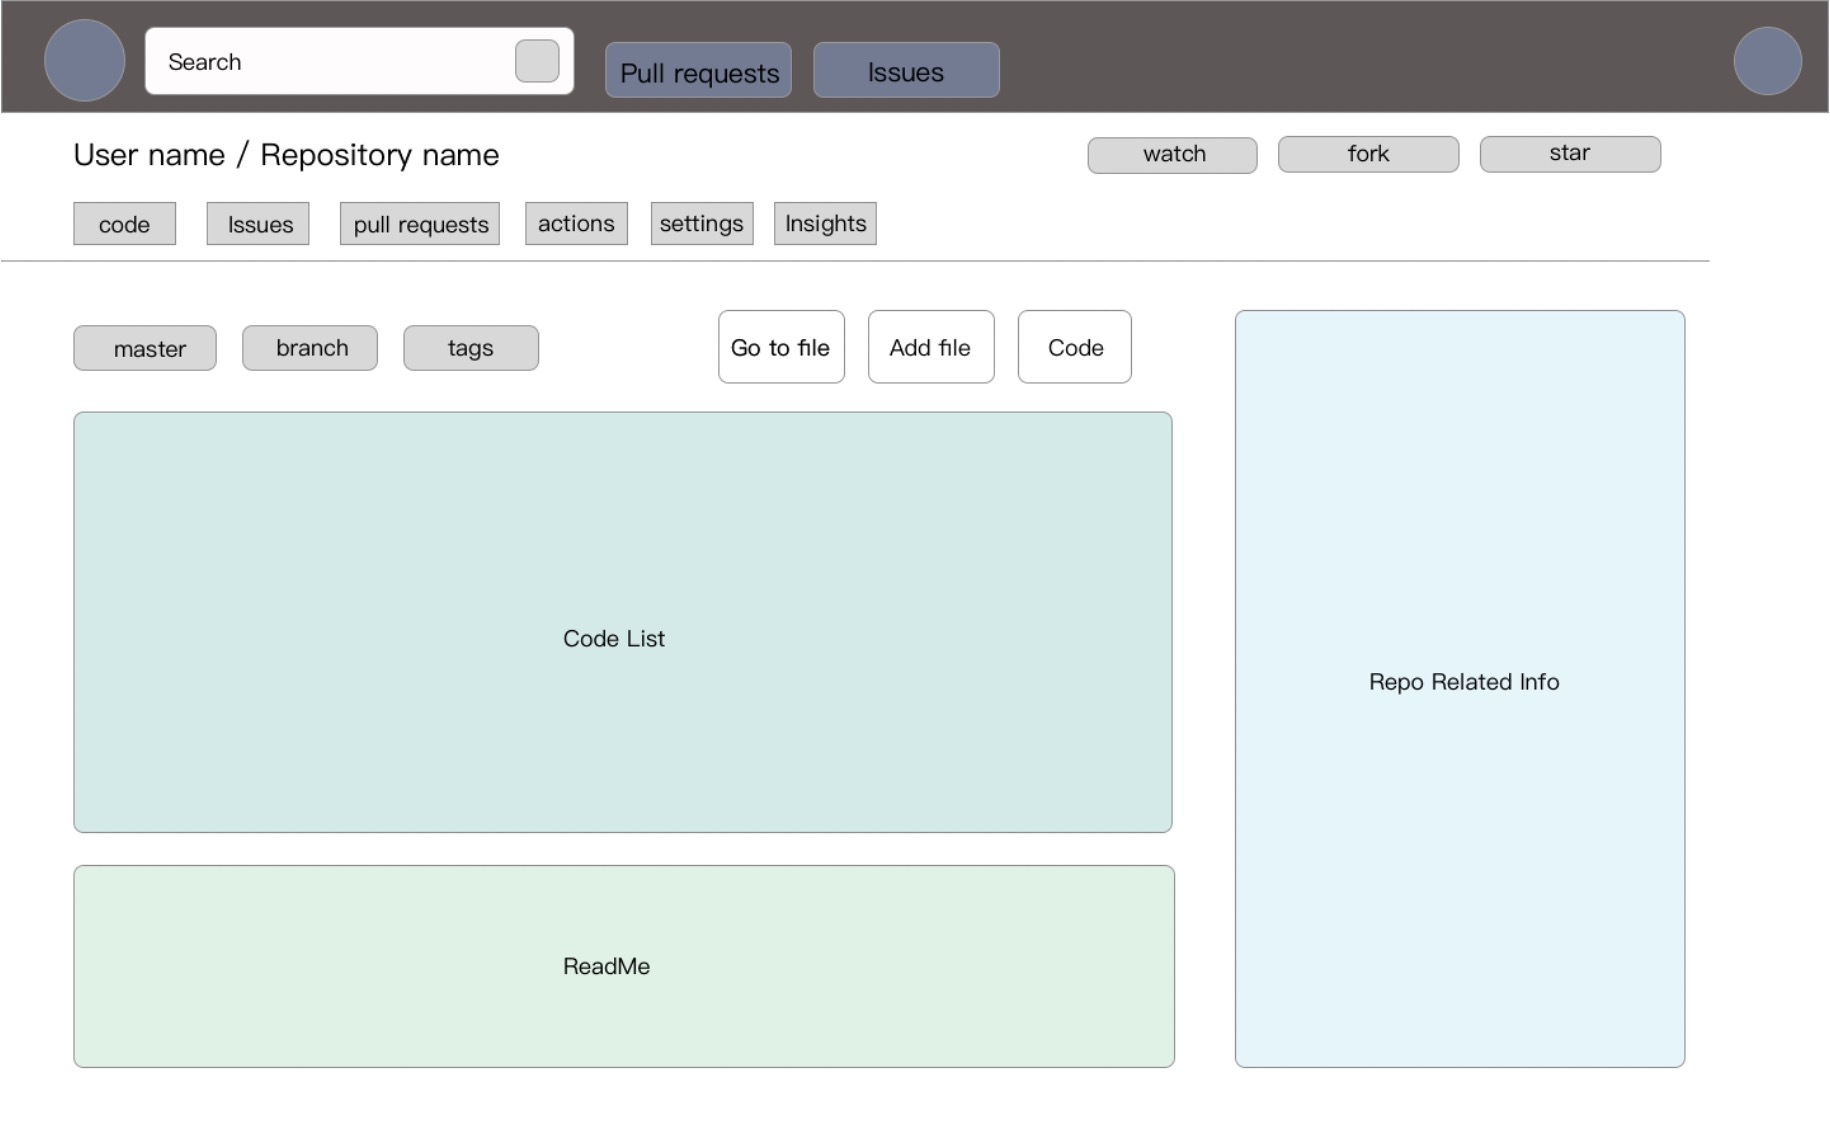 Search
Pull requests
Issues
User name / Repository name
watch
fork
star
code
Issues
pull requests
actions
settings
Insights
master
branch
tags
Go to file
Add file
Code
Code List
Repo Related Info
ReadMe